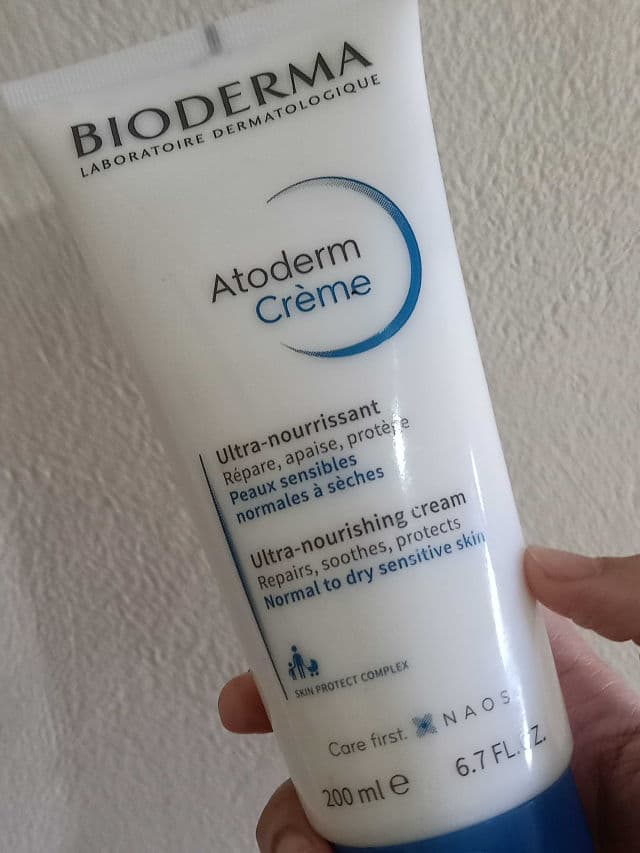 BIODERMA
LABORATOIRE DERMATOLOGIQUE
Atoderm
Crème
Ultra-nourrissant
Répare, apaise, protège
Peaux sensibles
normales à sèches
Ultra-nourishing cream
Repairs, soothes, protects
Normal to dry sensitive skin
SKIN PROTECT COMPLEX
Care first. NAOS
200 ml e 6.7 FL.OZ.